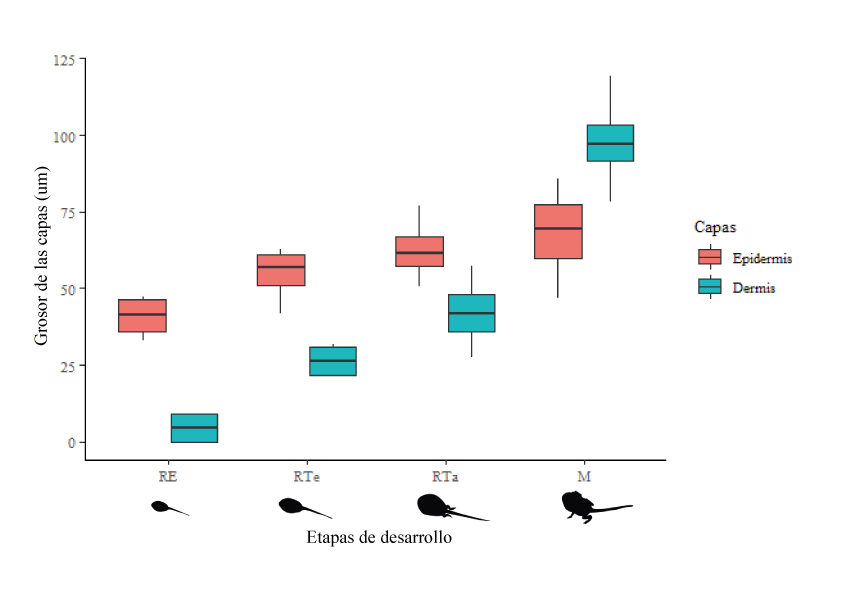 Grosor de las capas (um)
125
100
75
50
25
0
RE RTe RTa M
Etapas de desarrollo
Capas
Epidermis
Dermis